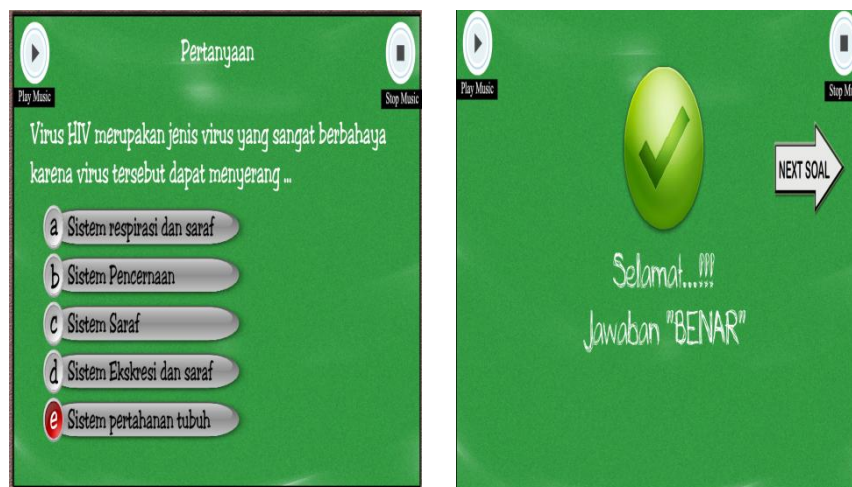 Pertanyaan
Play Music
Stop Music
Virus HIV merupakan jenis virus yang sangat berbahaya
karena virus tersebut dapat menyerang ...
a Sistem respirasi dan saraf
b Sistem Pencernaan
c Sistem Saraf
d Sistem Ekskresi dan saraf
e Sistem pertahanan tubuh
Play Music
Stop Mu
NEXT SOAL
Selamat...!!!
Jawaban "BENAR"